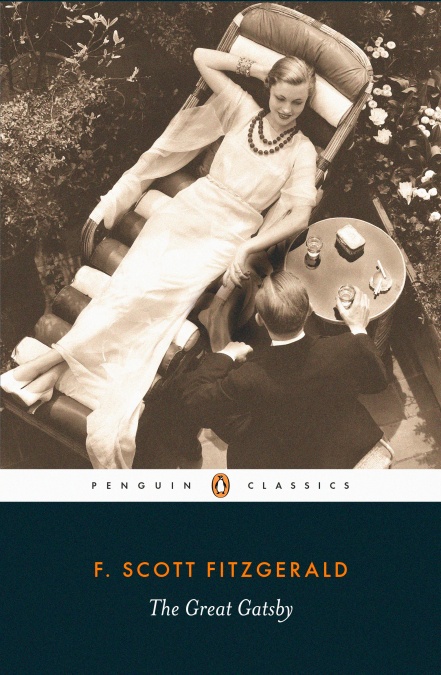 PENGUIN CLASSICS
F. SCOTT FITZGERALD
The Great Gatsby